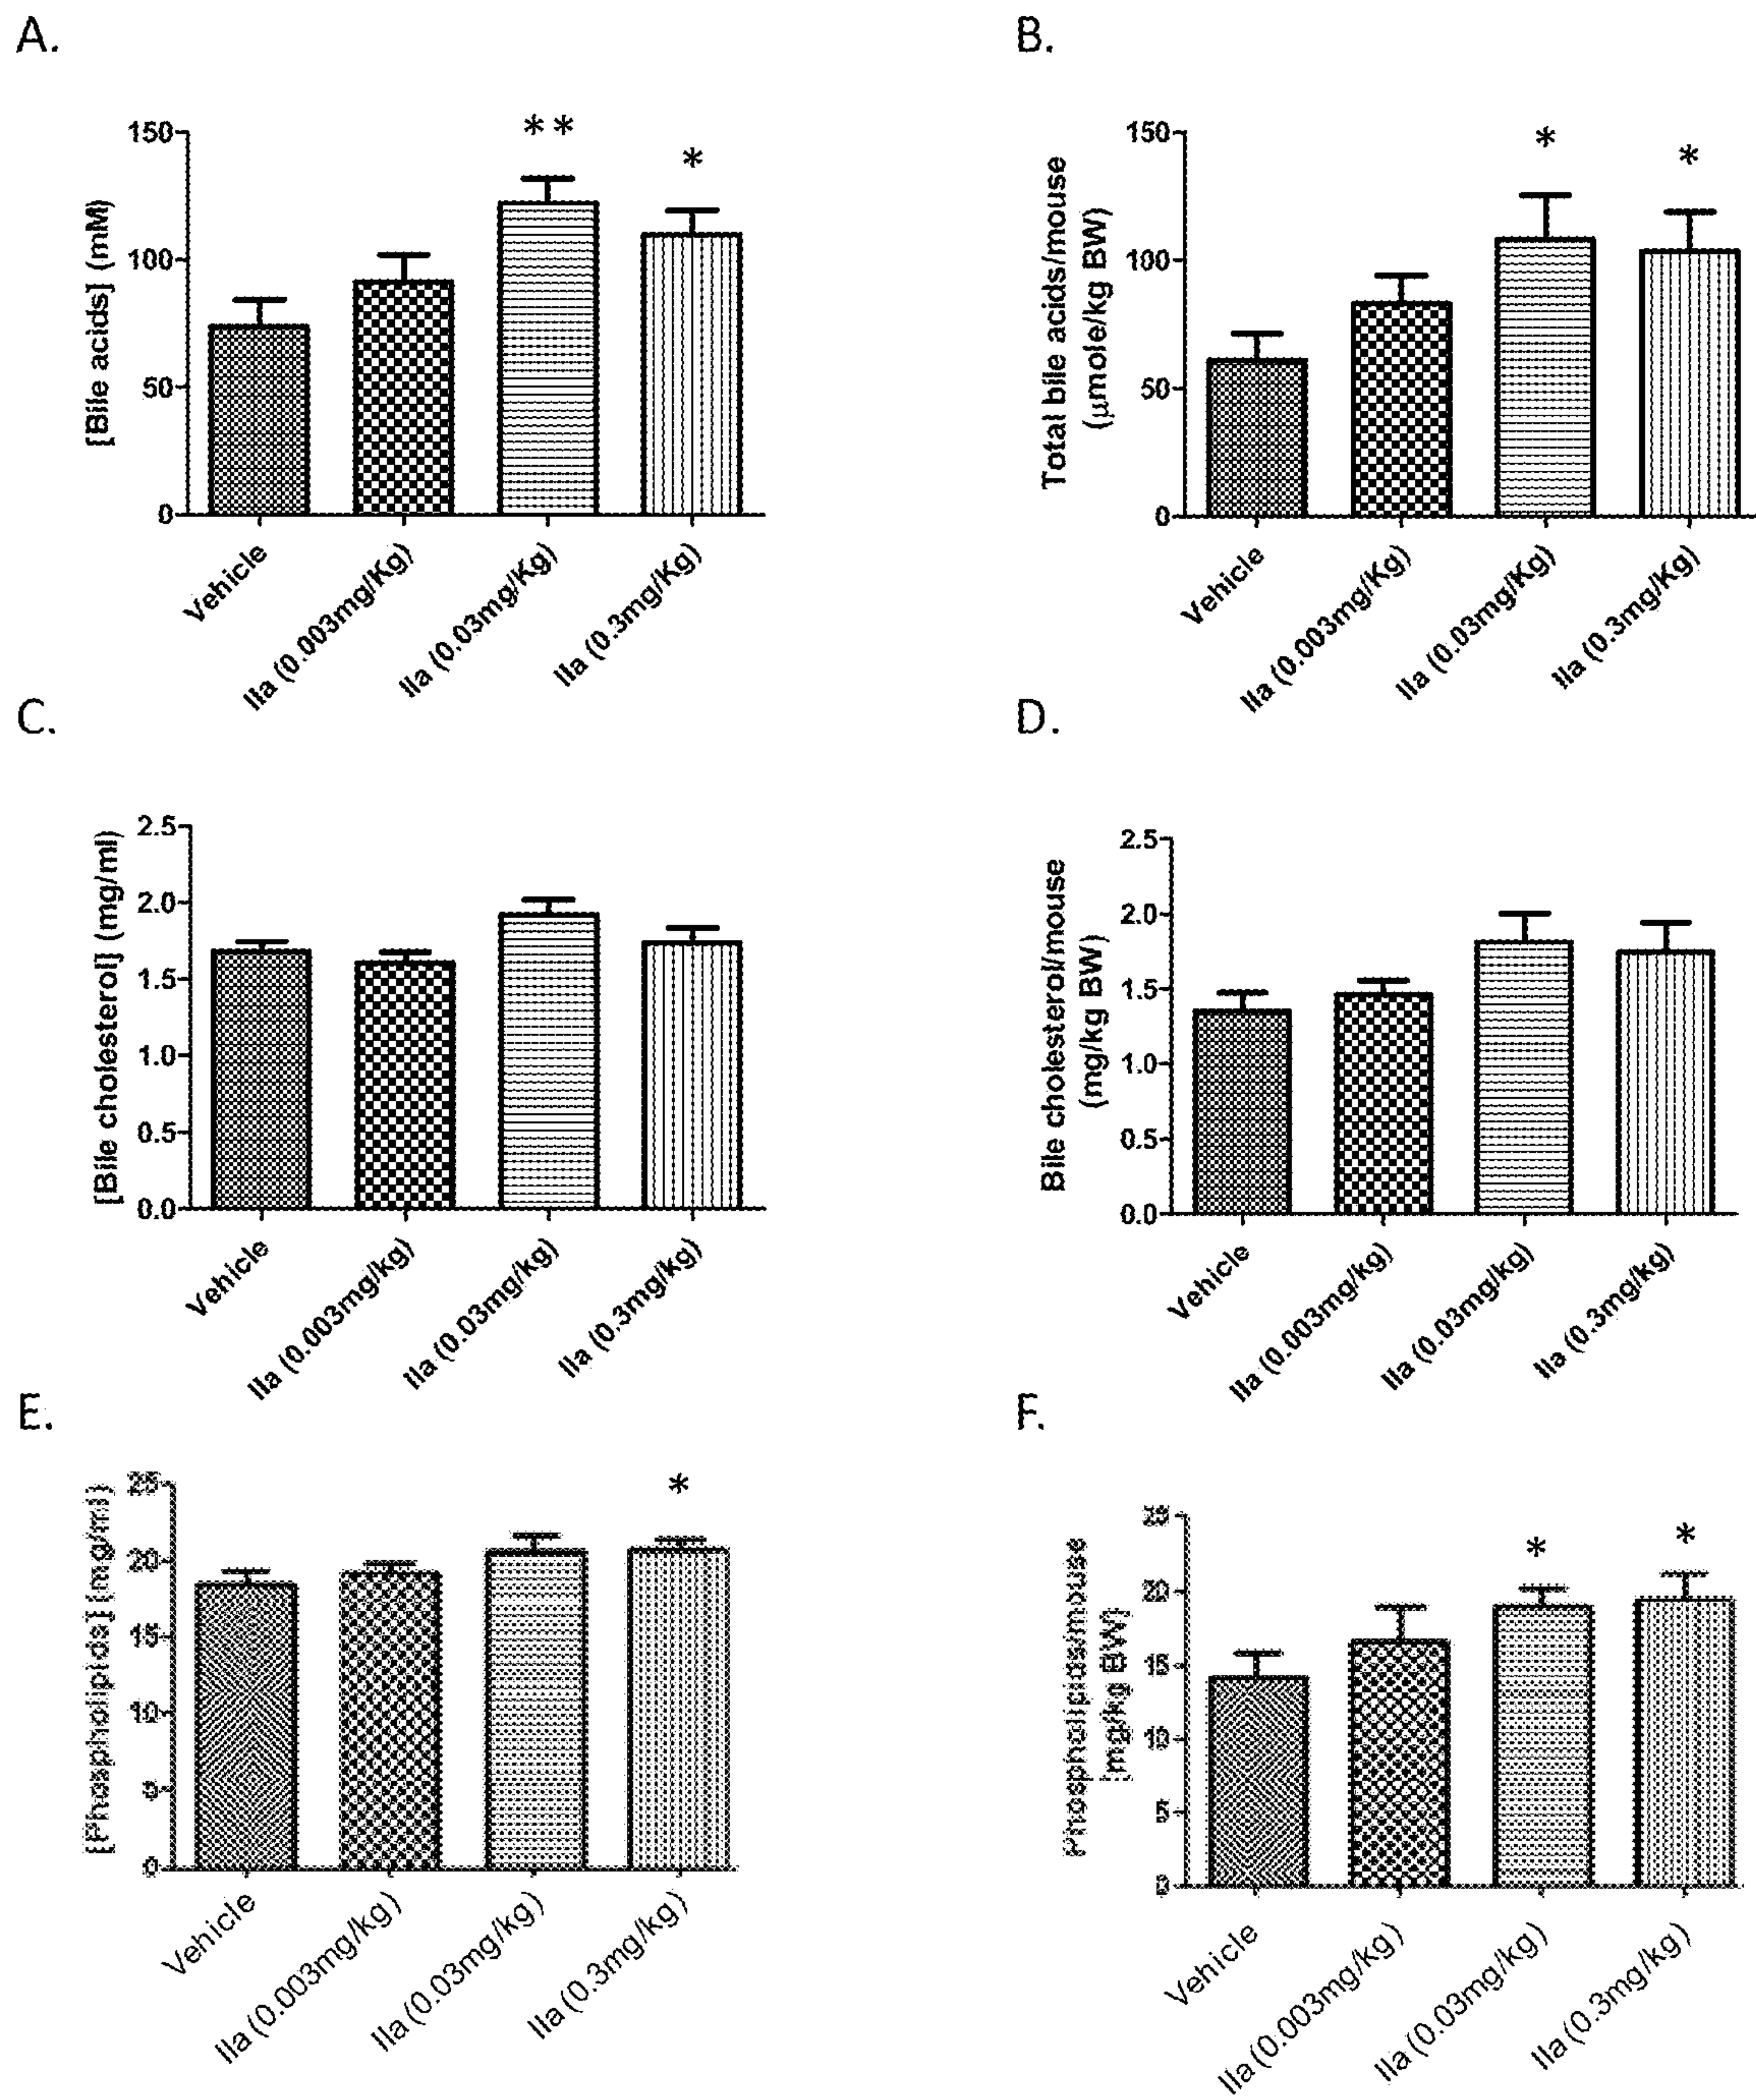 A.
[Bile acids] (mM)
150
**
*
100
50
0
Vehicle
IIa (0.003mg/Kg)
IIa (0.03mg/Kg)
IIa (0.3mg/Kg)
B.
Total bile acids/mouse
(μmole/kg BW)
150
*
*
100
50
0
Vehicle
IIa (0.003mg/Kg)
IIa (0.03mg/Kg)
IIa (0.3mg/Kg)
C.
[Bile cholesterol] (mg/ml)
2.5
2.0
1.5
1.0
0.5
0.0
Vehicle
IIa (0.003mg/kg)
IIa (0.03mg/kg)
IIa (0.3mg/kg)
D.
Bile cholesterol/mouse
(mg/kg BW)
2.5
2.0
1.5
1.0
0.5
0.0
Vehicle
IIa (0.003mg/kg)
IIa (0.03mg/kg)
IIa (0.3mg/kg)
E.
[Phospholipids] (mg/ml)
25
*
20
15
10
5
0
Vehicle
IIa (0.003mg/kg)
IIa (0.03mg/kg)
IIa (0.3mg/kg)
F.
Phospholipids/mouse
(mg/kg BW)
25
*
*
20
15
10
5
0
Vehicle
IIa (0.003mg/kg)
IIa (0.03mg/kg)
IIa (0.3mg/kg)